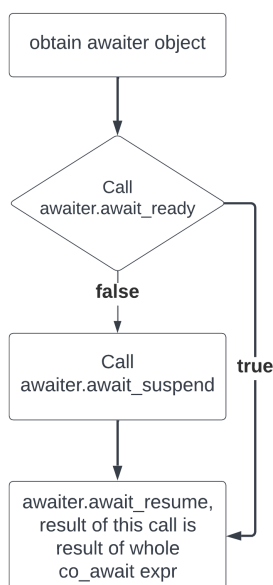 obtain awaiter object
Call
awaiter.await_ready
false
true
Call
awaiter.await_suspend
awaiter.await_resume,
result of this call is
result of whole
co_await expr